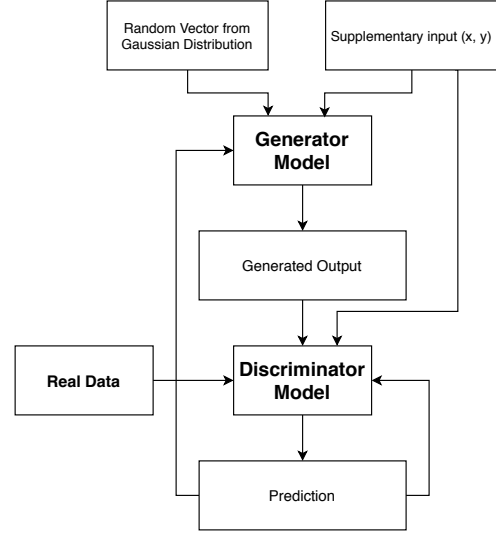 Random Vector from
Gaussian Distribution
Supplementary input (x, y)
Generator
Model
Generated Output
Real Data
Discriminator
Model
Prediction